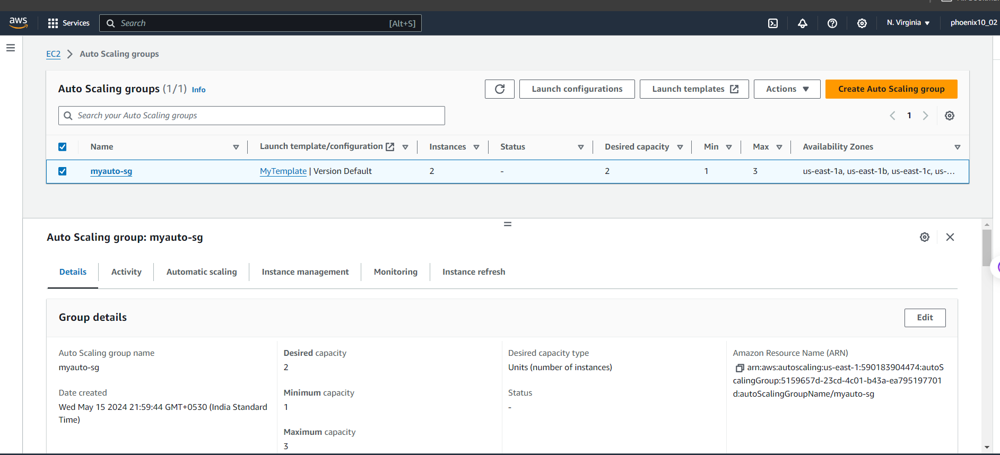 aws
Services
Search
[Alt+S]
N. Virginia
phoenix10_02
EC2
Auto Scaling groups
Auto Scaling groups (1/1) Info
Launch configurations
Launch templates
Actions
Create Auto Scaling group
Search your Auto Scaling groups
1
Name
Launch template/configuration
Instances
Status
Desired capacity
Min
Max
Availability Zones
myauto-sg
MyTemplate | Version Default
2
-
2
1
3
us-east-1a, us-east-1b, us-east-1c, us-...
Auto Scaling group: myauto-sg
Details
Activity
Automatic scaling
Instance management
Monitoring
Instance refresh
Group details
Edit
Auto Scaling group name
myauto-sg
Date created
Wed May 15 2024 21:59:44 GMT+0530 (India Standard
Time)
Desired capacity
2
Minimum capacity
1
Maximum capacity
3
Desired capacity type
Units (number of instances)
Status
-
Amazon Resource Name (ARN)
arn:aws:autoscaling:us-east-1:590183904474:autoS
calingGroup:5159657d-23cd-4c01-b43a-ea795197701
d:autoScalingGroupName/myauto-sg